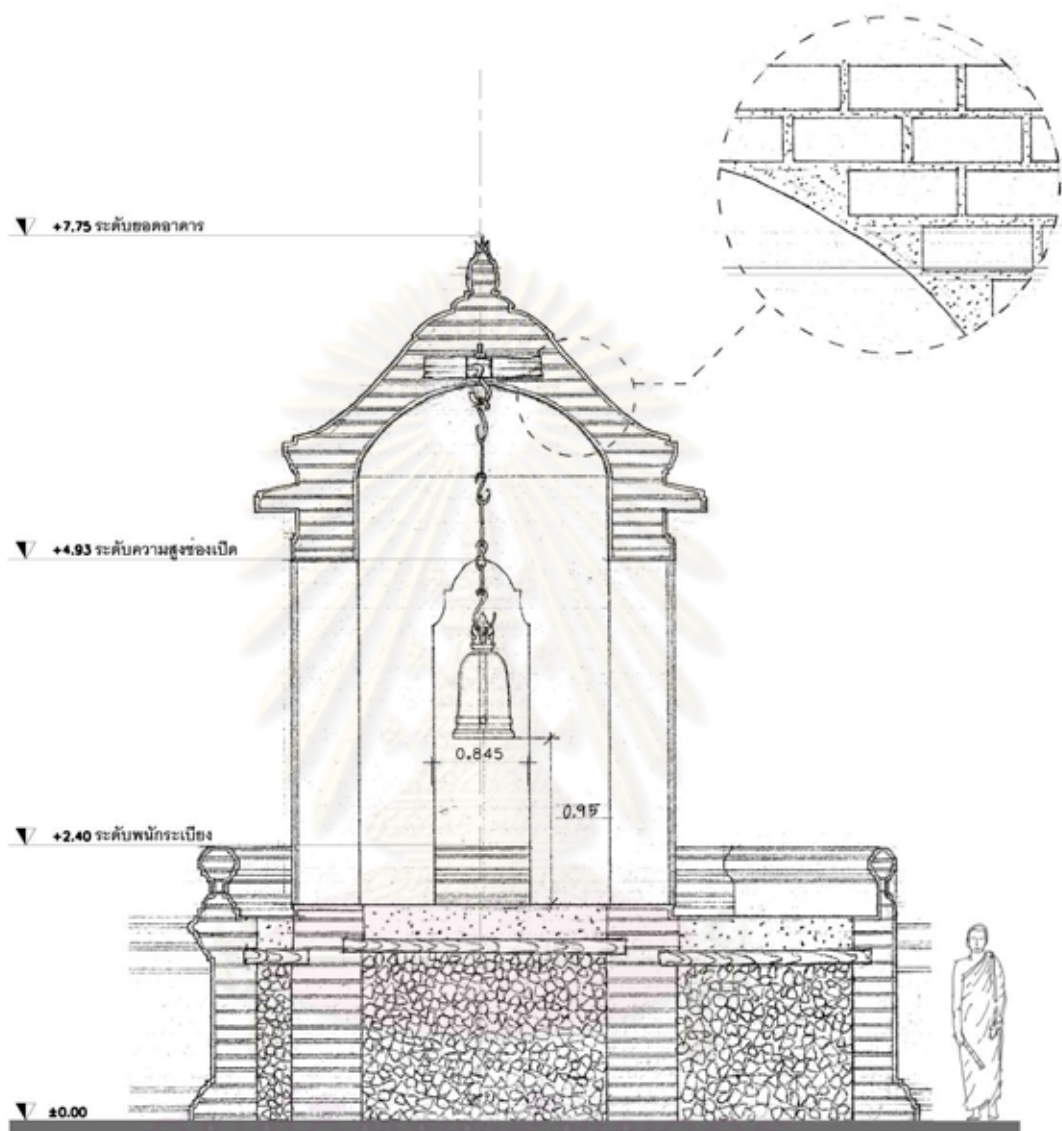 +7.75 ระดับยอดอาคาร
+4.93 ระดับความสูงช่องเปิด
0.845
0.95
+2.40 ระดับพนักระเบียง
±0.00